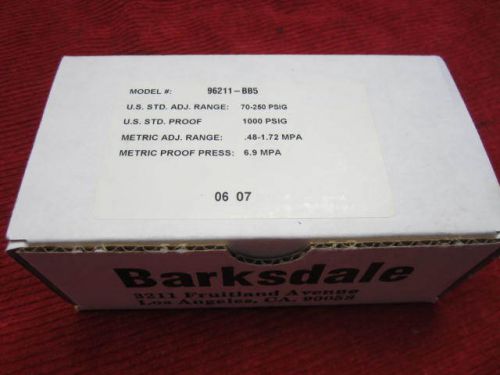 MODEL #: 96211-BB5
U.S. STD. ADJ. RANGE: 70-250 PSIG
U.S. STD. PROOF 1000 PSIG
METRIC ADJ. RANGE: .48-1.72 MPA
METRIC PROOF PRESS: 6.9 MPA
06 07
Barksdale
3211 Fruitland Avenue
Los Angeles, CA. 90058